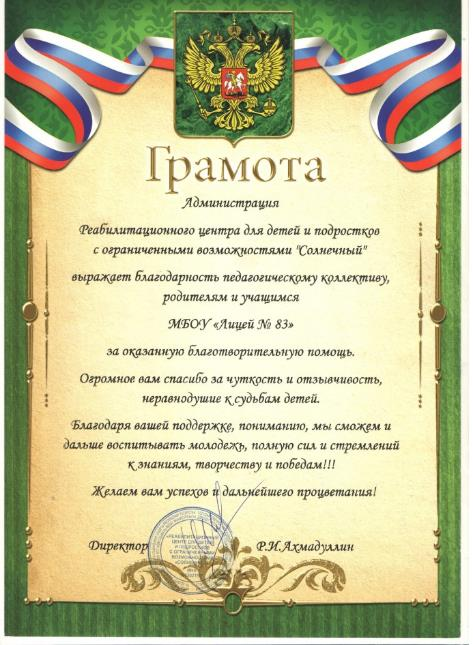 Грамота
Администрация
Реабилитационного центра для детей и подростков
с ограниченными возможностями "Солнечный"
выражает благодарность педагогическому коллективу,
родителям и учащимся
МБОУ «Лицей № 83»
за оказанную благотворительную помощь.
Огромное вам спасибо за чуткость и отзывчивость,
неравнодушие к судьбам детей.
Благодаря вашей поддержке, пониманию, мы сможем и
дальше воспитывать молодежь, полную сил и стремлений
к знаниям, творчеству и победам!!!
Желаем вам успехов и дальнейшего процветания!
Директор Р.И.Ахмадуллин